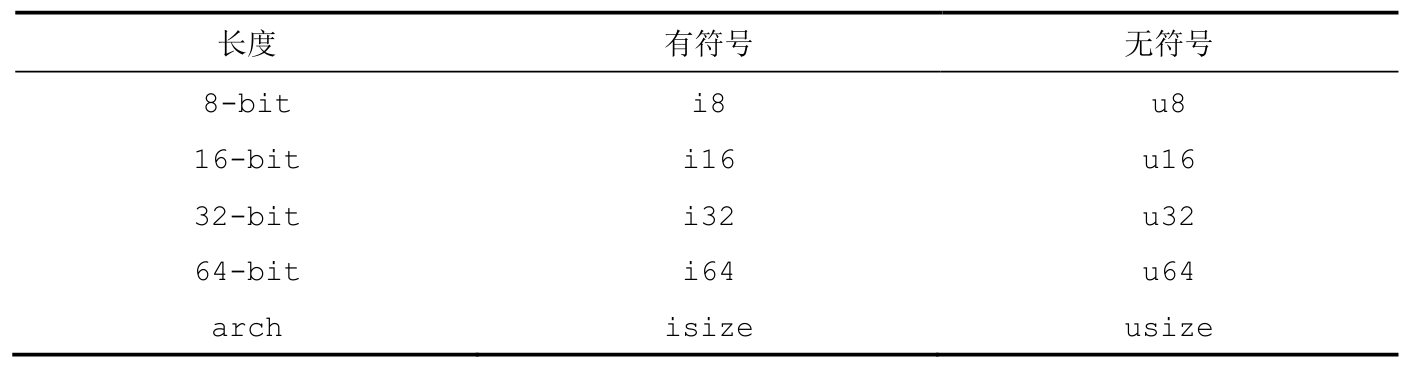 长度 有符号 无符号
8-bit i8 u8
16-bit i16 u16
32-bit i32 u32
64-bit i64 u64
arch isize usize